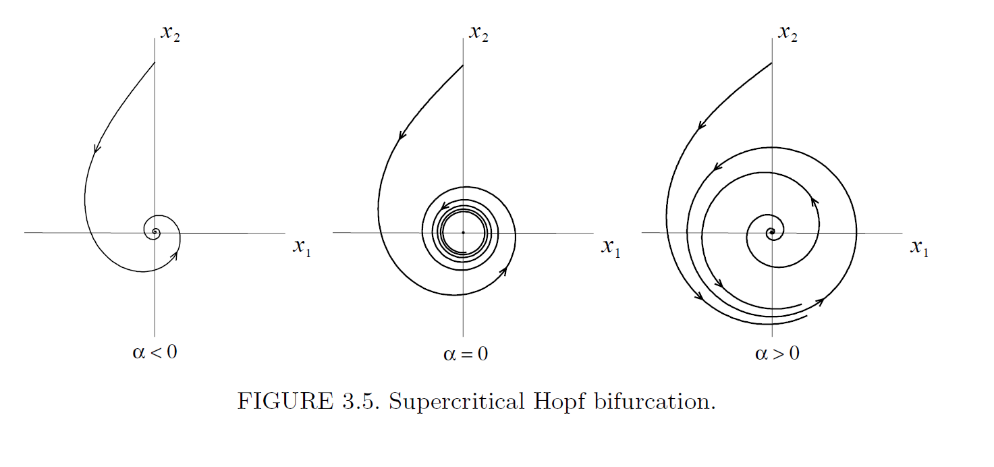 x₂ x₂ x₂
x₁ x₁ x₁
α < 0 α = 0 α > 0
FIGURE 3.5. Supercritical Hopf bifurcation.